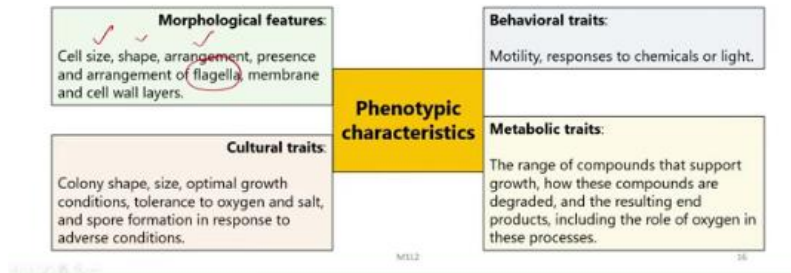 Morphological features:
Cell size, shape, arrangement, presence
and arrangement of flagella, membrane
and cell wall layers.
Behavioral traits:
Motility, responses to chemicals or light.
Phenotypic
characteristics
Cultural traits:
Colony shape, size, optimal growth
conditions, tolerance to oxygen and salt,
and spore formation in response to
adverse conditions.
Metabolic traits:
The range of compounds that support
growth, how these compounds are
degraded, and the resulting end
products, including the role of oxygen in
these processes.
M1L2
16